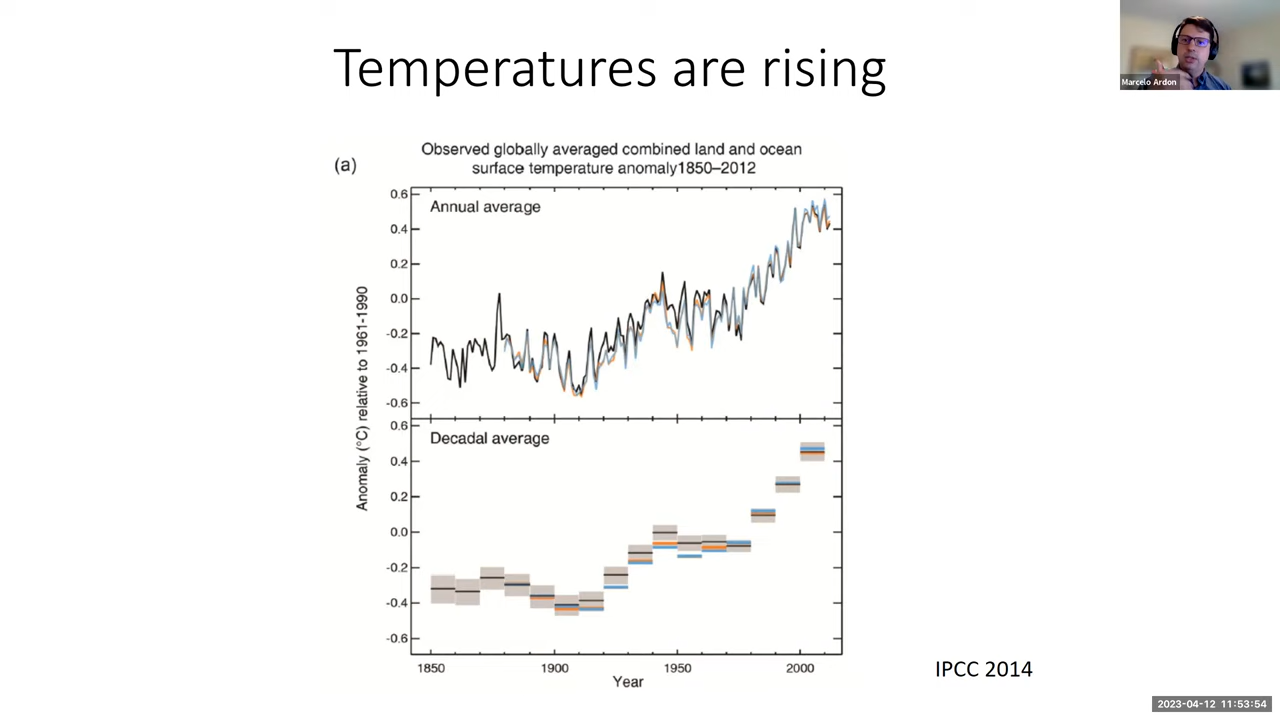 Temperatures are rising
Marcelo Ardon
Observed globally averaged combined land and ocean
surface temperature anomaly1850–2012
(a)
Annual average
0.6
0.4
0.2
0.0
-0.2
-0.4
-0.6
Anomaly (°C) relative to 1961-1990
Decadal average
0.6
0.4
0.2
0.0
-0.2
-0.4
-0.6
1850
1900
1950
2000
Year
IPCC 2014
2023-04-12 11:53:54